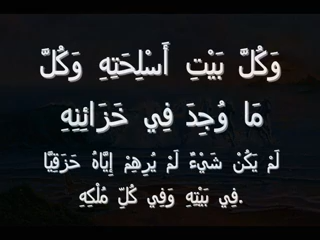 وَكُلَّ بَيْتِ أَسْلِحَتِهِ وَكُلَّ
مَا وُجِدَ فِي خَزَائِنِهِ
لَمْ يَكُنْ شَيْءٌ لَمْ يُرِهِمْ إِيَّاهُ حَزَقِيَّا
فِي بَيْتِهِ وَفِي كُلِّ مُلْكِهِ.